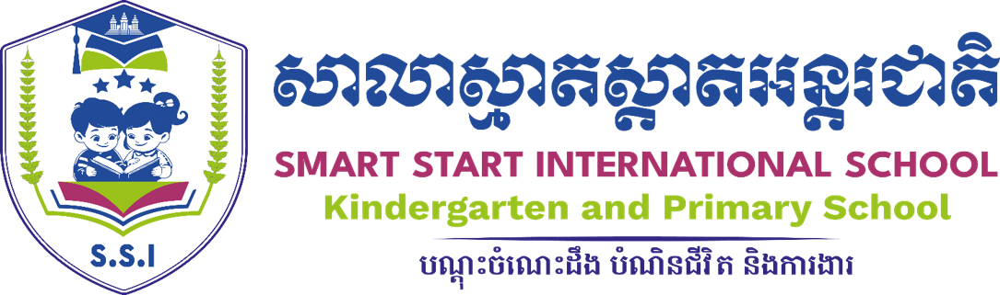 S.S.I
សាលាស្មាតស្តាតអន្តរជាតិ
SMART START INTERNATIONAL SCHOOL
Kindergarten and Primary School
បណ្ដុះចំណេះដឹង បំណិនជីវិត និងការងារ